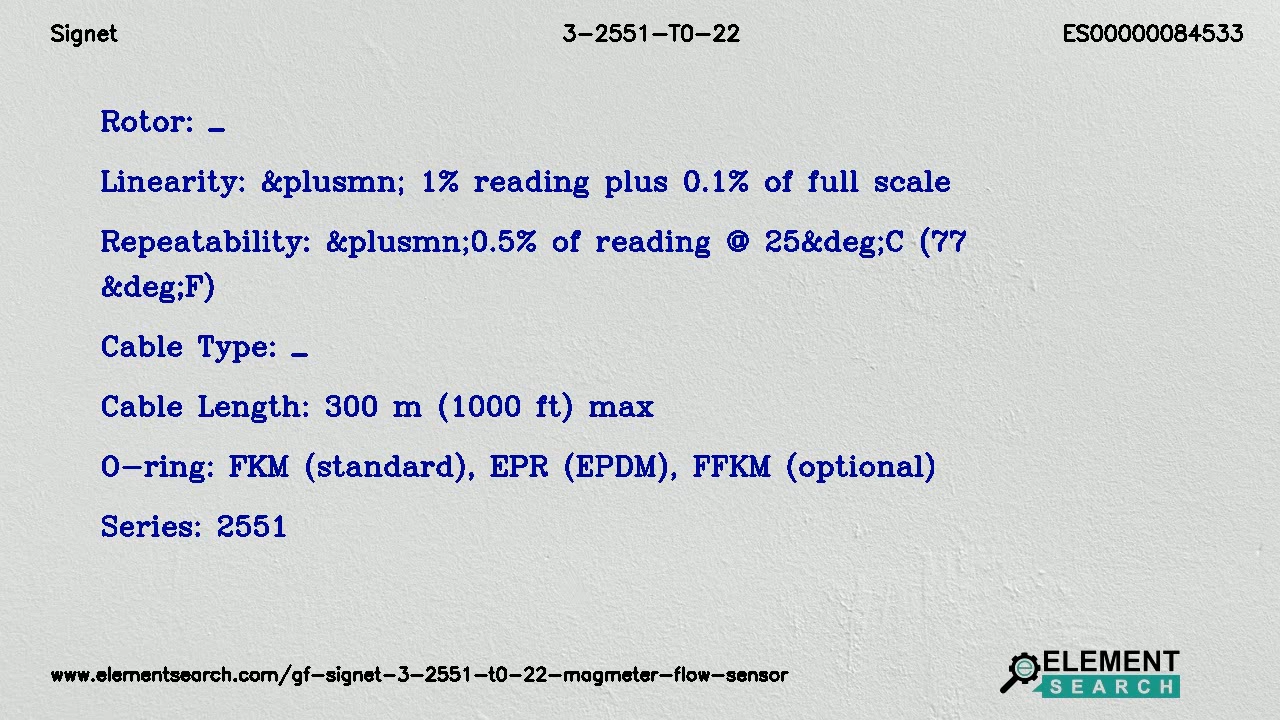 Signet 3-2551-T0-22 ES00000084533
Rotor: –
Linearity: &plusmn; 1% reading plus 0.1% of full scale
Repeatability: &plusmn;0.5% of reading @ 25&deg;C (77
&deg;F)
Cable Type: –
Cable Length: 300 m (1000 ft) max
O-ring: FKM (standard), EPR (EPDM), FFKM (optional)
Series: 2551
www.elementsearch.com/gf-signet-3-2551-t0-22-magmeter-flow-sensor
ELEMENT
SEARCH